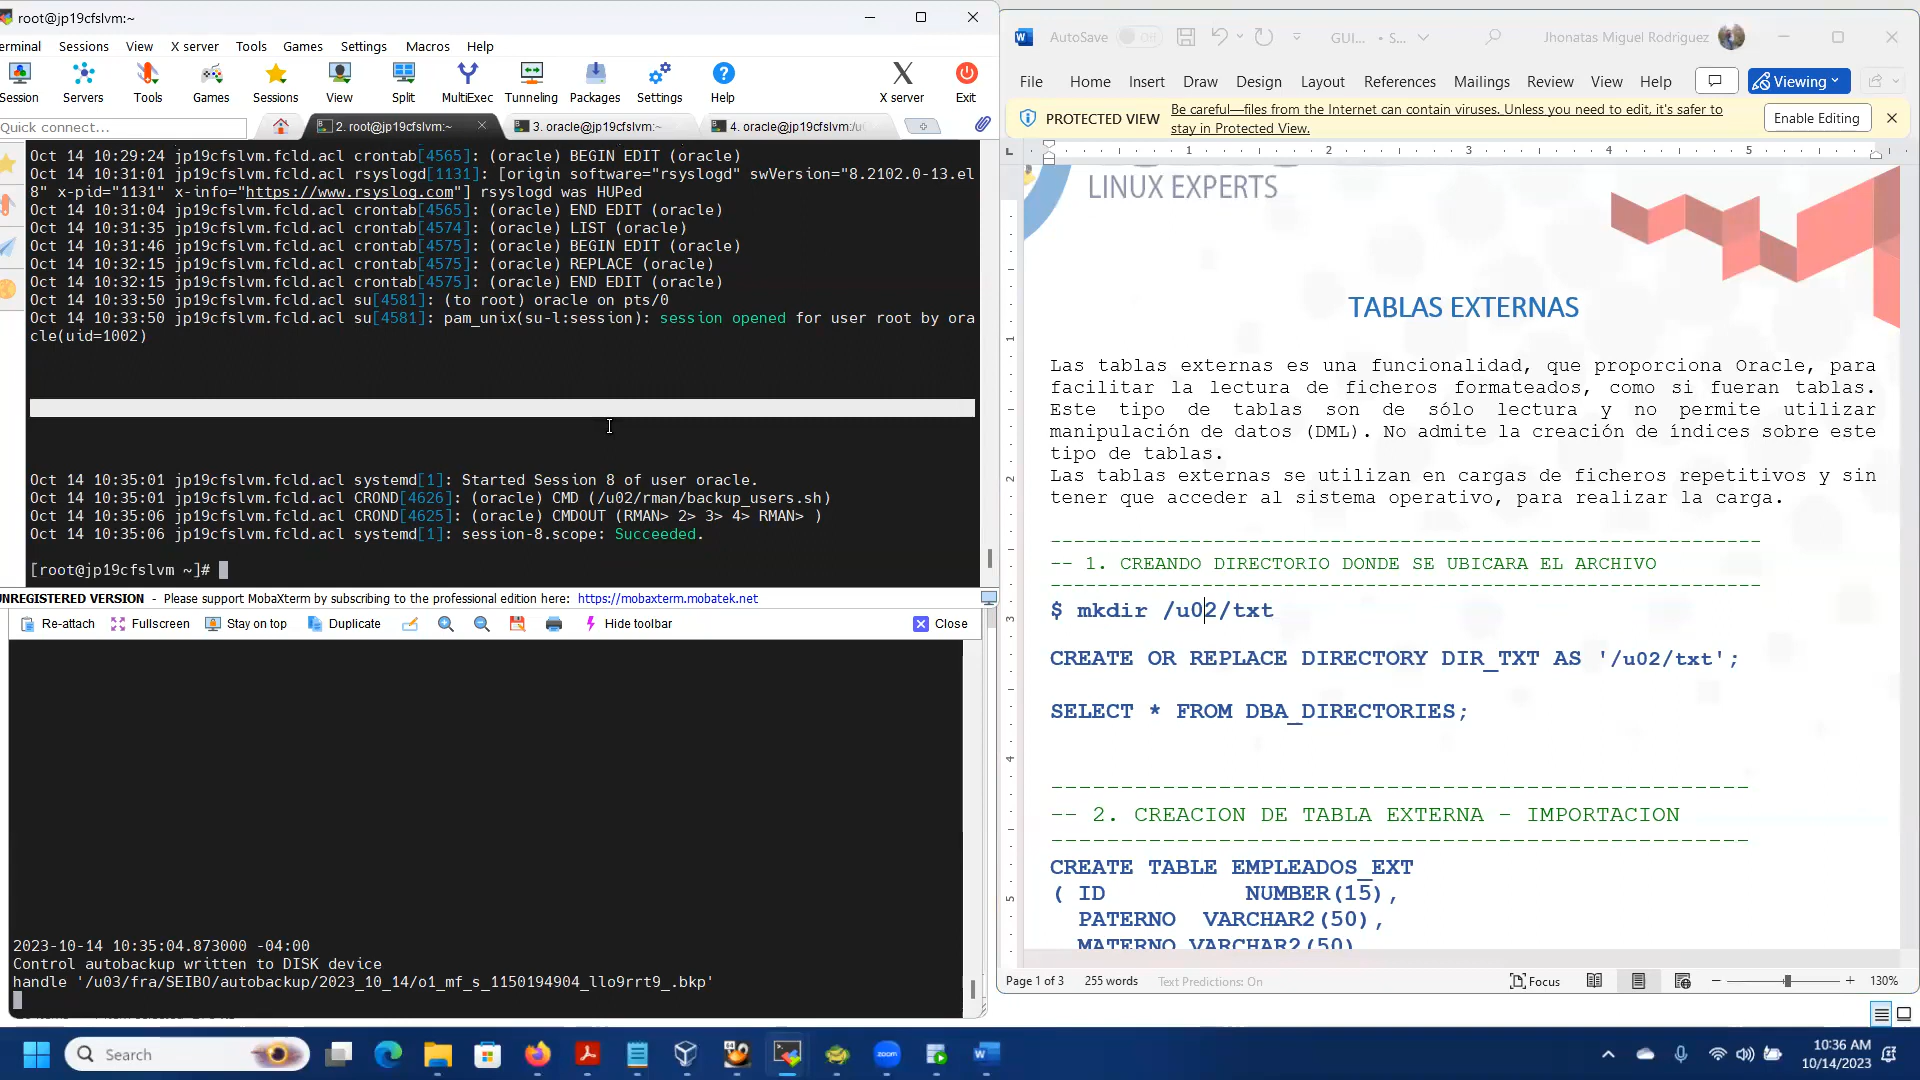 root@jp19cfslvm:~
erminal Sessions View X server Tools Games Settings Macros Help
Session Servers Tools Games Sessions View Split MultiExec Tunneling Packages Settings Help X server Exit
Quick connect... 2. root@jp19cfslvm:~ 3. oracle@jp19cfslvm:~ 4. oracle@jp19cfslvm:/u
Oct 14 10:29:24 jp19cfslvm.fcld.acl crontab[4565]: (oracle) BEGIN EDIT (oracle)
Oct 14 10:31:01 jp19cfslvm.fcld.acl rsyslogd[1131]: [origin software="rsyslogd" swVersion="8.2102.0-13.el
8" x-pid="1131" x-info="https://www.rsyslog.com"] rsyslogd was HUPed
Oct 14 10:31:04 jp19cfslvm.fcld.acl crontab[4565]: (oracle) END EDIT (oracle)
Oct 14 10:31:35 jp19cfslvm.fcld.acl crontab[4574]: (oracle) LIST (oracle)
Oct 14 10:31:46 jp19cfslvm.fcld.acl crontab[4575]: (oracle) BEGIN EDIT (oracle)
Oct 14 10:32:15 jp19cfslvm.fcld.acl crontab[4575]: (oracle) REPLACE (oracle)
Oct 14 10:32:15 jp19cfslvm.fcld.acl crontab[4575]: (oracle) END EDIT (oracle)
Oct 14 10:33:50 jp19cfslvm.fcld.acl su[4581]: (to root) oracle on pts/0
Oct 14 10:33:50 jp19cfslvm.fcld.acl su[4581]: pam_unix(su-l:session): session opened for user root by ora
cle(uid=1002)
Oct 14 10:35:01 jp19cfslvm.fcld.acl systemd[1]: Started Session 8 of user oracle.
Oct 14 10:35:01 jp19cfslvm.fcld.acl CROND[4626]: (oracle) CMD (/u02/rman/backup_users.sh)
Oct 14 10:35:06 jp19cfslvm.fcld.acl CROND[4625]: (oracle) CMDOUT (RMAN> 2> 3> 4> RMAN> )
Oct 14 10:35:06 jp19cfslvm.fcld.acl systemd[1]: session-8.scope: Succeeded.
[root@jp19cfslvm ~]#
UNREGISTERED VERSION - Please support MobaXterm by subscribing to the professional edition here: https://mobaxterm.mobatek.net
Re-attach Fullscreen Stay on top Duplicate Hide toolbar Close
2023-10-14 10:35:04.873000 -04:00
Control autobackup written to DISK device
handle '/u03/fra/SEIBO/autobackup/2023_10_14/o1_mf_s_1150194904_llo9rrt9_.bkp'
AutoSave Off GUI... • S... Jhonatas Miguel Rodriguez
File Home Insert Draw Design Layout References Mailings Review View Help Viewing
PROTECTED VIEW Be careful—files from the Internet can contain viruses. Unless you need to edit, it's safer to stay in Protected View. Enable Editing
1 2 3 4 5
LINUX EXPERTS
TABLAS EXTERNAS
Las tablas externas es una funcionalidad, que proporciona Oracle, para
facilitar la lectura de ficheros formateados, como si fueran tablas.
Este tipo de tablas son de sólo lectura y no permite utilizar
manipulación de datos (DML). No admite la creación de índices sobre este
tipo de tablas.
Las tablas externas se utilizan en cargas de ficheros repetitivos y sin
tener que acceder al sistema operativo, para realizar la carga.
---------------------------------------------------
-- 1. CREANDO DIRECTORIO DONDE SE UBICARA EL ARCHIVO
---------------------------------------------------
$ mkdir /u02/txt
CREATE OR REPLACE DIRECTORY DIR_TXT AS '/u02/txt';
SELECT * FROM DBA_DIRECTORIES;
--------------------------------------------------
-- 2. CREACION DE TABLA EXTERNA – IMPORTACION
--------------------------------------------------
CREATE TABLE EMPLEADOS_EXT
( ID NUMBER(15),
PATERNO VARCHAR2(50),
MATERNO VARCHAR2(50)
Page 1 of 3 255 words Text Predictions: On Focus 130%
Search
zoom
10:36 AM
10/14/2023